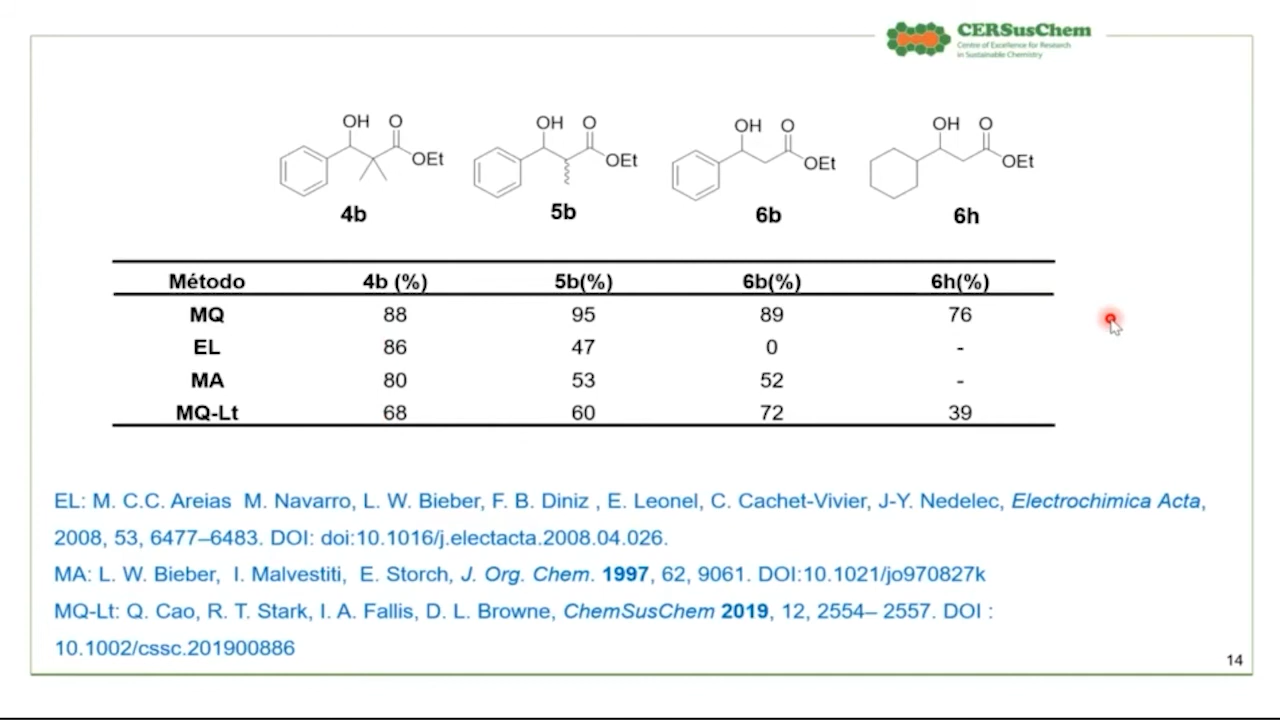 CERSusChem
Centre of Excellence for Research
in Sustainable Chemistry
OH O
OEt
4b
OH O
OEt
5b
OH O
OEt
6b
OH O
OEt
6h
Método 4b (%) 5b(%) 6b(%) 6h(%)
MQ 88 95 89 76
EL 86 47 0 -
MA 80 53 52 -
MQ-Lt 68 60 72 39
EL: M. C.C. Areias M. Navarro, L. W. Bieber, F. B. Diniz , E. Leonel, C. Cachet-Vivier, J-Y. Nedelec, Electrochimica Acta,
2008, 53, 6477–6483. DOI: doi:10.1016/j.electacta.2008.04.026.
MA: L. W. Bieber, I. Malvestiti, E. Storch, J. Org. Chem. 1997, 62, 9061. DOI:10.1021/jo970827k
MQ-Lt: Q. Cao, R. T. Stark, I. A. Fallis, D. L. Browne, ChemSusChem 2019, 12, 2554– 2557. DOI :
10.1002/cssc.201900886
14